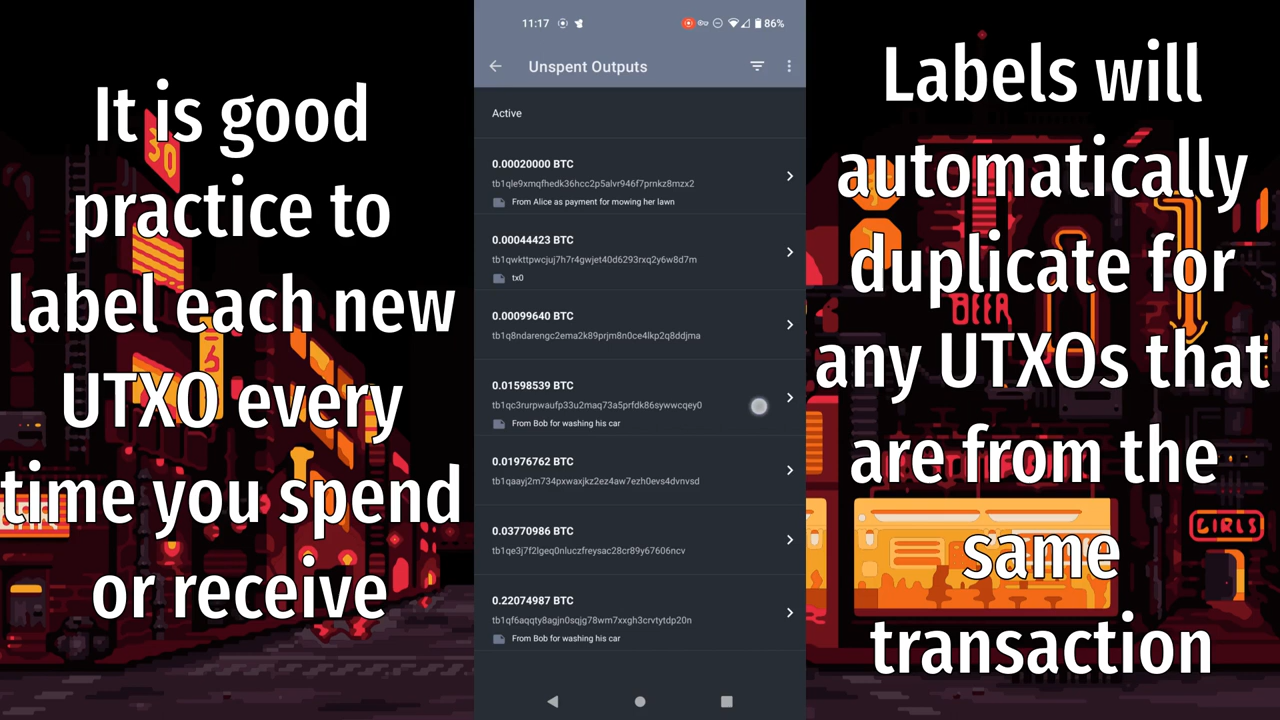 It is good
practice to
label each new
UTXO every
time you spend
or receive
11:17
86%
Unspent Outputs
Active
0.00020000 BTC
tb1qle9xmqfhedk36hcc2p5alvr946f7prnkz8mzx2
From Alice as payment for mowing her lawn
0.00044423 BTC
tb1qwkttpwcjuj7h7r4gwjet40d6293rxq2y6w8d7m
tx0
0.00099640 BTC
tb1q8ndarengc2ema2k89prjm8n0ce4lkp2q8ddjma
0.01598539 BTC
tb1qc3rurpwaufp33u2maq73a5prfdk86sywwcqey0
From Bob for washing his car
0.01976762 BTC
tb1qaayj2m734pxwaxjkz2ez4aw7ezh0evs4dvnvsd
0.03770986 BTC
tb1qe3j7f2lgeq0nluczfreysac28cr89y67606ncv
0.22074987 BTC
tb1qf6aqqty8agjn0sqjg78wm7xxgh3crvtytdp20n
From Bob for washing his car
Labels will
automatically
duplicate for
any UTXOs that
are from the
same
transaction
30
BEER
GIRLS